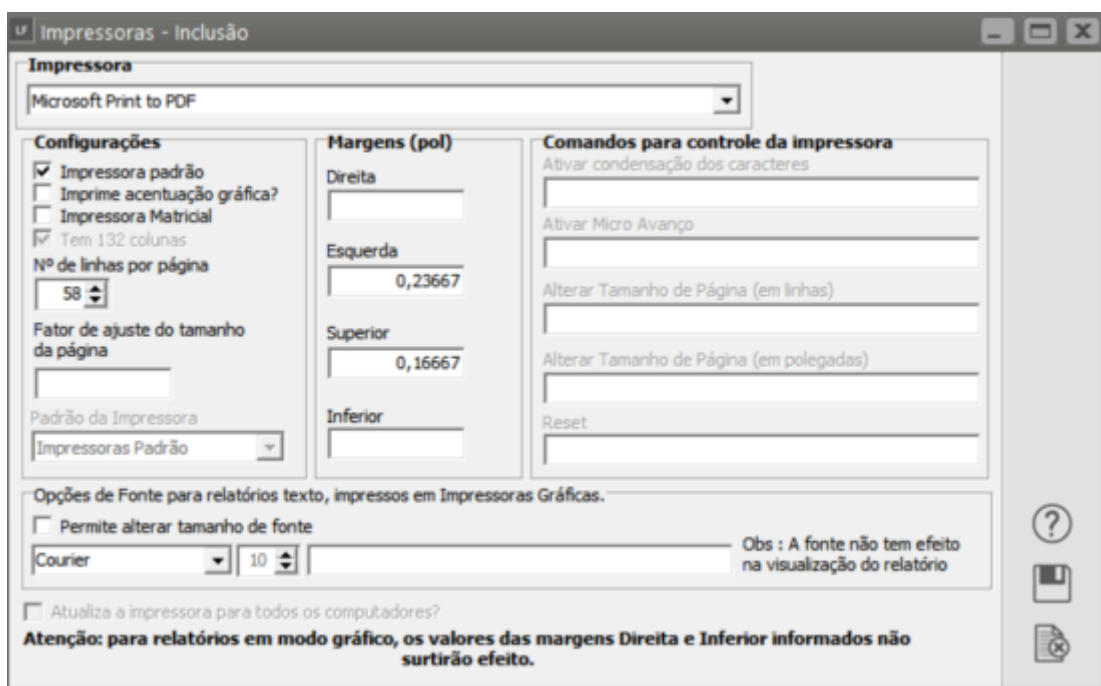 LF Impressoras - Inclusão
Impressora
Microsoft Print to PDF
Configurações
Impressora padrão
Imprime acentuação gráfica?
Impressora Matricial
Tem 132 colunas
Nº de linhas por página
58
Fator de ajuste do tamanho
da página
Padrão da Impressora
Impressoras Padrão
Margens (pol)
Direita
Esquerda
0,23667
Superior
0,16667
Inferior
Comandos para controle da impressora
Ativar condensação dos caracteres
Ativar Micro Avanço
Alterar Tamanho de Página (em linhas)
Alterar Tamanho de Página (em polegadas)
Reset
Opções de Fonte para relatórios texto, impressos em Impressoras Gráficas.
Permite alterar tamanho de fonte
Courier 10
Obs : A fonte não tem efeito
na visualização do relatório
Atualiza a impressora para todos os computadores?
Atenção: para relatórios em modo gráfico, os valores das margens Direita e Inferior informados não
surtirão efeito.